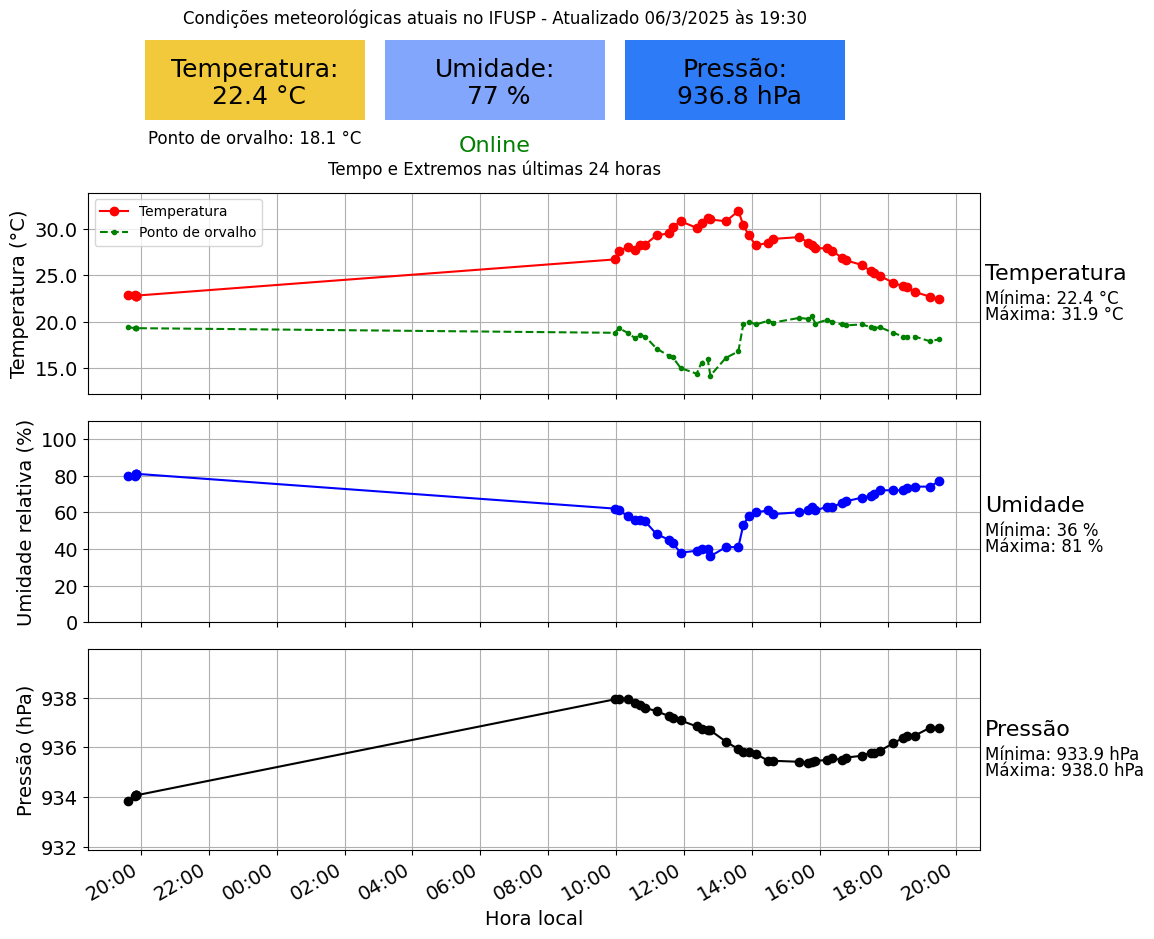 Condições meteorológicas atuais no IFUSP - Atualizado 06/3/2025 às 19:30
Temperatura:
22.4 °C
Umidade:
77 %
Pressão:
936.8 hPa
Ponto de orvalho: 18.1 °C
Online
Tempo e Extremos nas últimas 24 horas
Temperatura (°C)
30.0
25.0
20.0
15.0
Temperatura
Ponto de orvalho
Temperatura
Mínima: 22.4 °C
Máxima: 31.9 °C
Umidade relativa (%)
100
80
60
40
20
0
Umidade
Mínima: 36 %
Máxima: 81 %
Pressão (hPa)
938
936
934
932
Pressão
Mínima: 933.9 hPa
Máxima: 938.0 hPa
20:00 22:00 00:00 02:00 04:00 06:00 08:00 10:00 12:00 14:00 16:00 18:00 20:00
Hora local